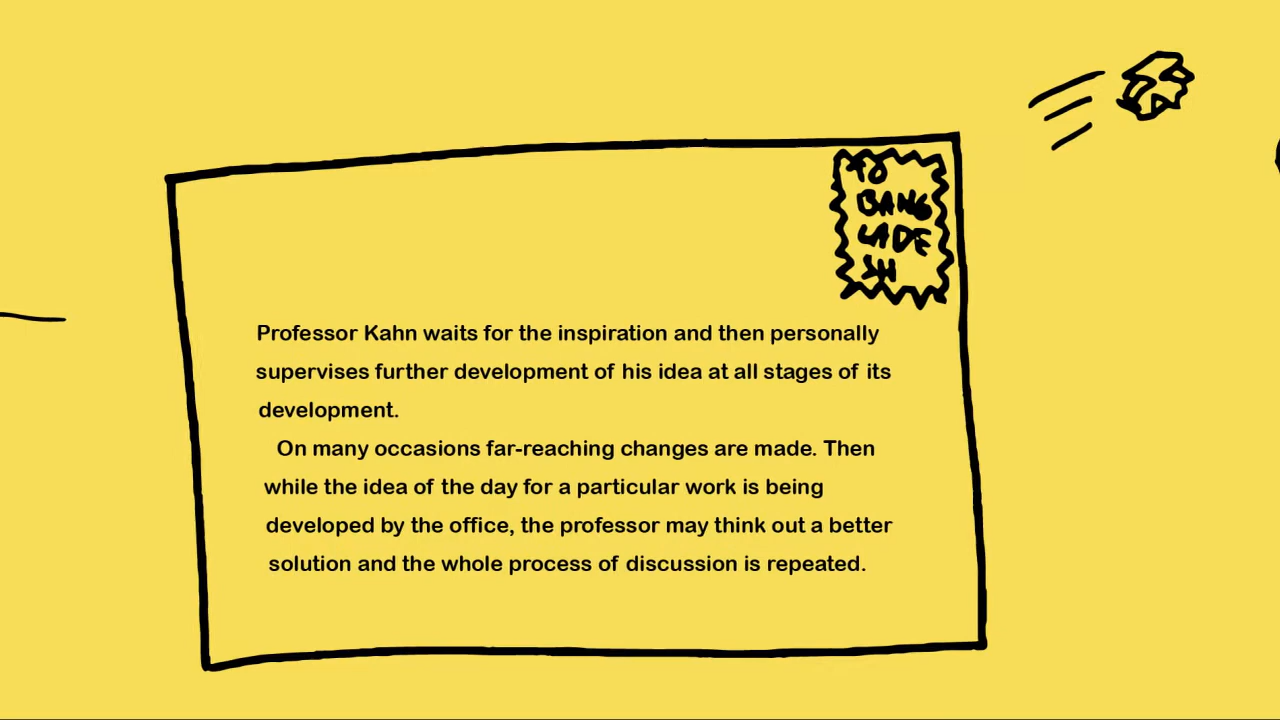 TO
BANG
LADE
SH
Professor Kahn waits for the inspiration and then personally
supervises further development of his idea at all stages of its
development.
On many occasions far-reaching changes are made. Then
while the idea of the day for a particular work is being
developed by the office, the professor may think out a better
solution and the whole process of discussion is repeated.